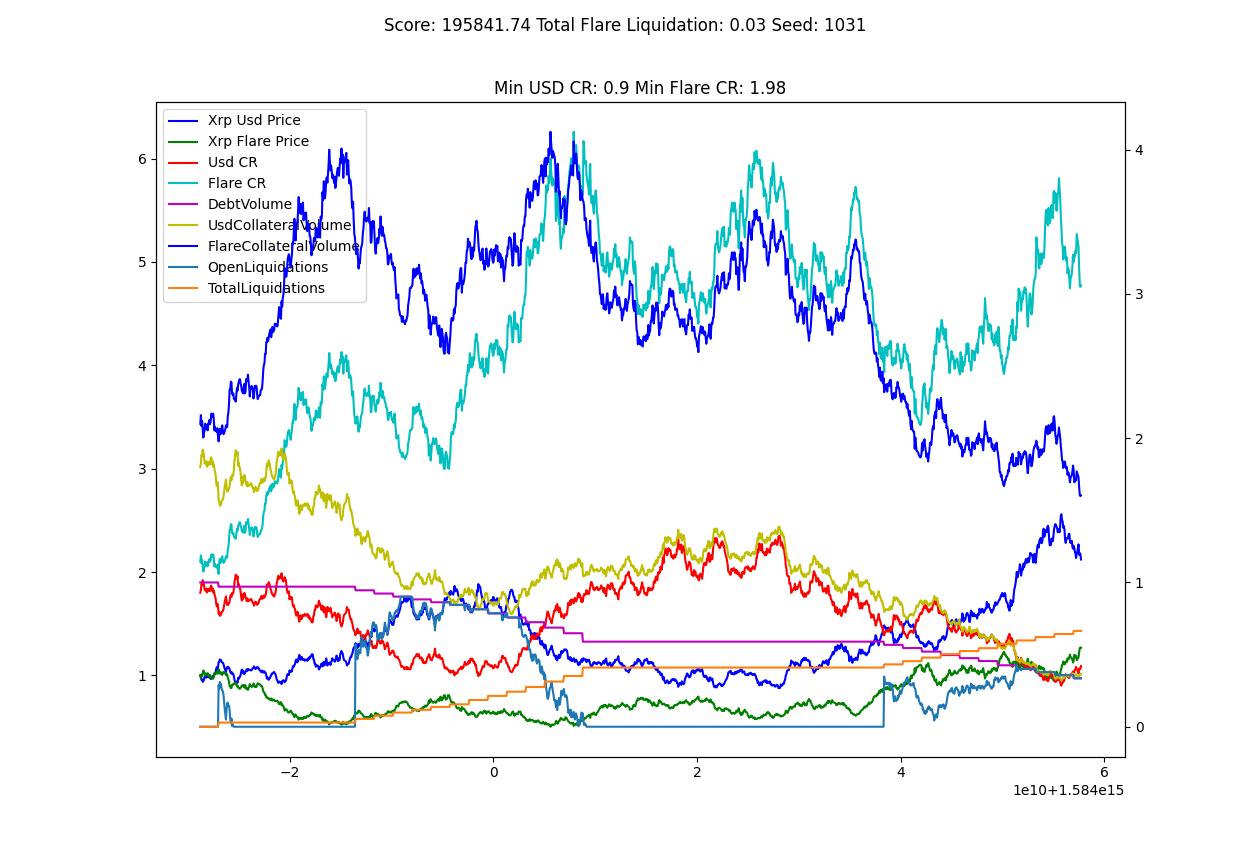 Score: 195841.74 Total Flare Liquidation: 0.03 Seed: 1031
Min USD CR: 0.9 Min Flare CR: 1.98
Xrp Usd Price
Xrp Flare Price
Usd CR
Flare CR
DebtVolume
UsdCollateralVolume
FlareCollateralVolume
OpenLiquidations
TotalLiquidations
6
5
4
3
2
1
4
3
2
1
0
−2
0
2
4
6
1e10+1.584e15